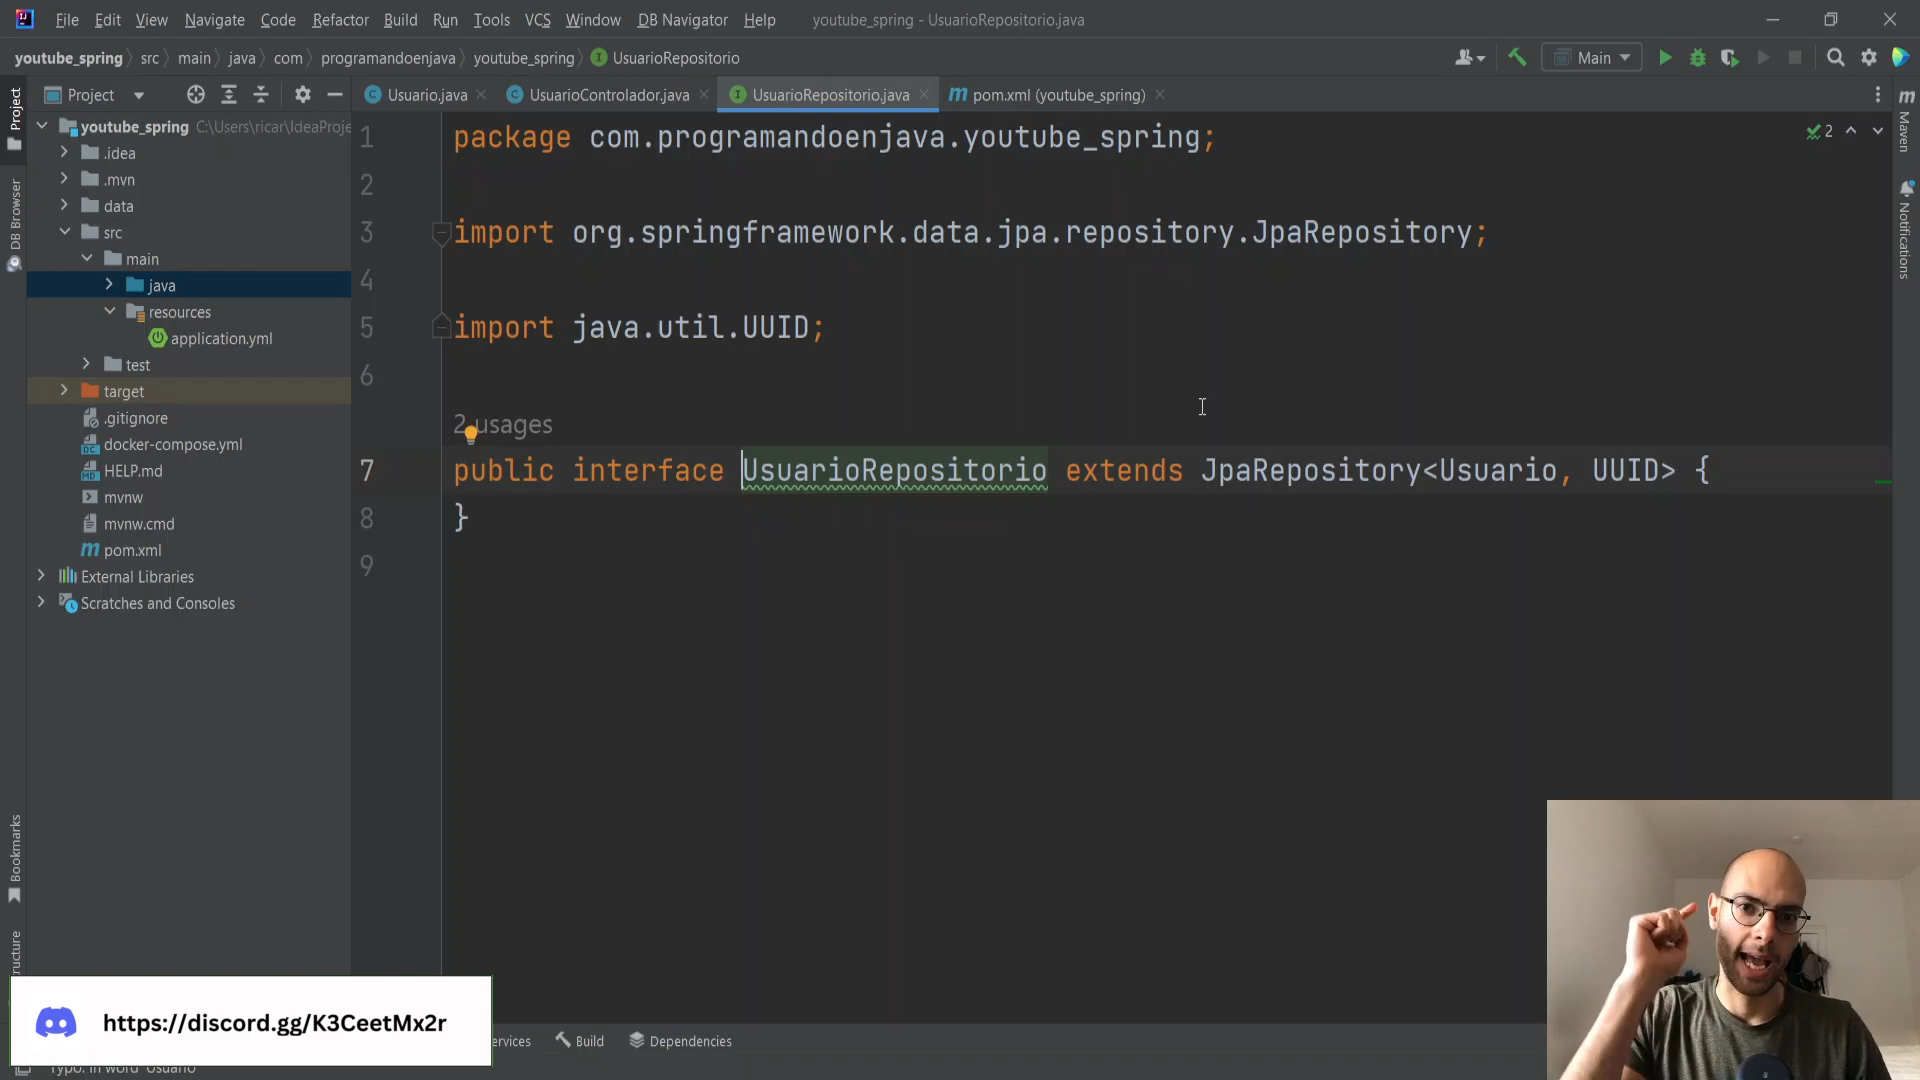 File Edit View Navigate Code Refactor Build Run Tools VCS Window DB Navigator Help youtube_spring - UsuarioRepositorio.java
youtube_spring src main java com programandoenjava youtube_spring UsuarioRepositorio Main
Project
Usuario.java UsuarioControlador.java UsuarioRepositorio.java pom.xml (youtube_spring)
Project
DB Browser
Bookmarks
Maven
Notifications
youtube_spring C:\Users\ricar\IdeaProje
.idea
.mvn
data
src
main
java
resources
application.yml
test
target
.gitignore
docker-compose.yml
HELP.md
mvnw
mvnw.cmd
pom.xml
External Libraries
Scratches and Consoles
2
1 package com.programandoenjava.youtube_spring;
2
3 import org.springframework.data.jpa.repository.JpaRepository;
4
5 import java.util.UUID;
6
2 usages
7 public interface UsuarioRepositorio extends JpaRepository<Usuario, UUID> {
8 }
9
https://discord.gg/K3CeetMx2r
ervices Build Dependencies